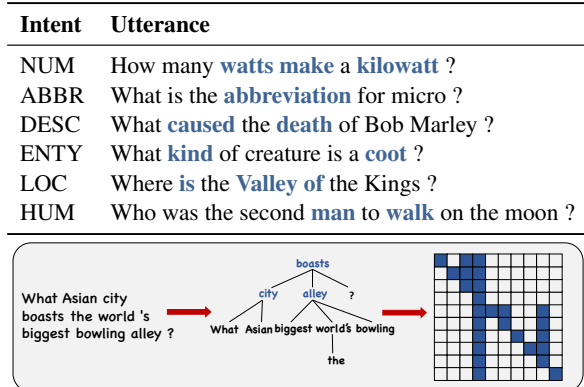 Intent Utterance
NUM How many watts make a kilowatt ?
ABBR What is the abbreviation for micro ?
DESC What caused the death of Bob Marley ?
ENTY What kind of creature is a coot ?
LOC Where is the Valley of the Kings ?
HUM Who was the second man to walk on the moon ?
boasts
What Asian city
boasts the world 's
biggest bowling alley ?
city alley ?
What Asian biggest world's bowling
the